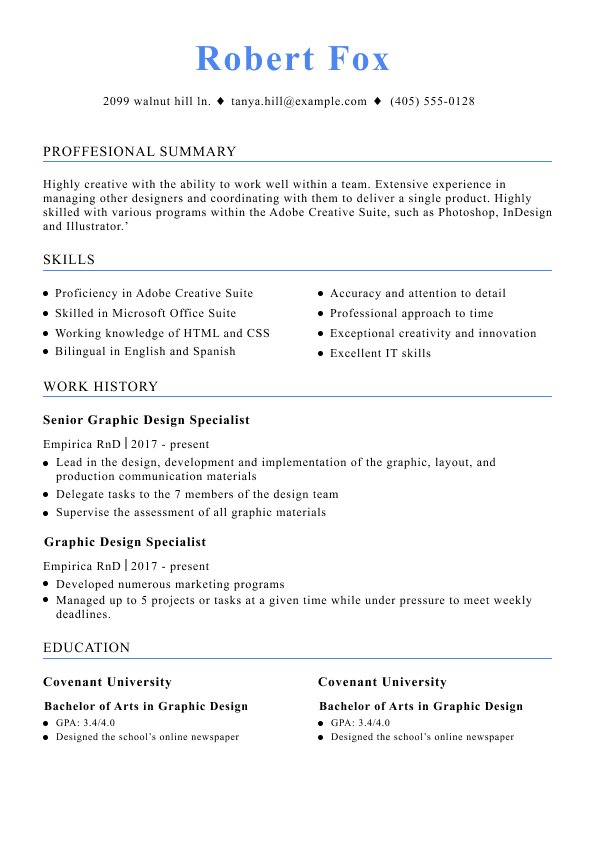 Robert Fox
2099 walnut hill ln. ♦ tanya.hill@example.com ♦ (405) 555-0128
PROFFESIONAL SUMMARY
Highly creative with the ability to work well within a team. Extensive experience in
managing other designers and coordinating with them to deliver a single product. Highly
skilled with various programs within the Adobe Creative Suite, such as Photoshop, InDesign
and Illustrator.’
SKILLS
● Proficiency in Adobe Creative Suite
● Skilled in Microsoft Office Suite
● Working knowledge of HTML and CSS
● Bilingual in English and Spanish
● Accuracy and attention to detail
● Professional approach to time
● Exceptional creativity and innovation
● Excellent IT skills
WORK HISTORY
Senior Graphic Design Specialist
Empirica RnD | 2017 - present
● Lead in the design, development and implementation of the graphic, layout, and
production communication materials
● Delegate tasks to the 7 members of the design team
● Supervise the assessment of all graphic materials
Graphic Design Specialist
Empirica RnD | 2017 - present
● Developed numerous marketing programs
● Managed up to 5 projects or tasks at a given time while under pressure to meet weekly
deadlines.
EDUCATION
Covenant University
Bachelor of Arts in Graphic Design
● GPA: 3.4/4.0
● Designed the school’s online newspaper
Covenant University
Bachelor of Arts in Graphic Design
● GPA: 3.4/4.0
● Designed the school’s online newspaper